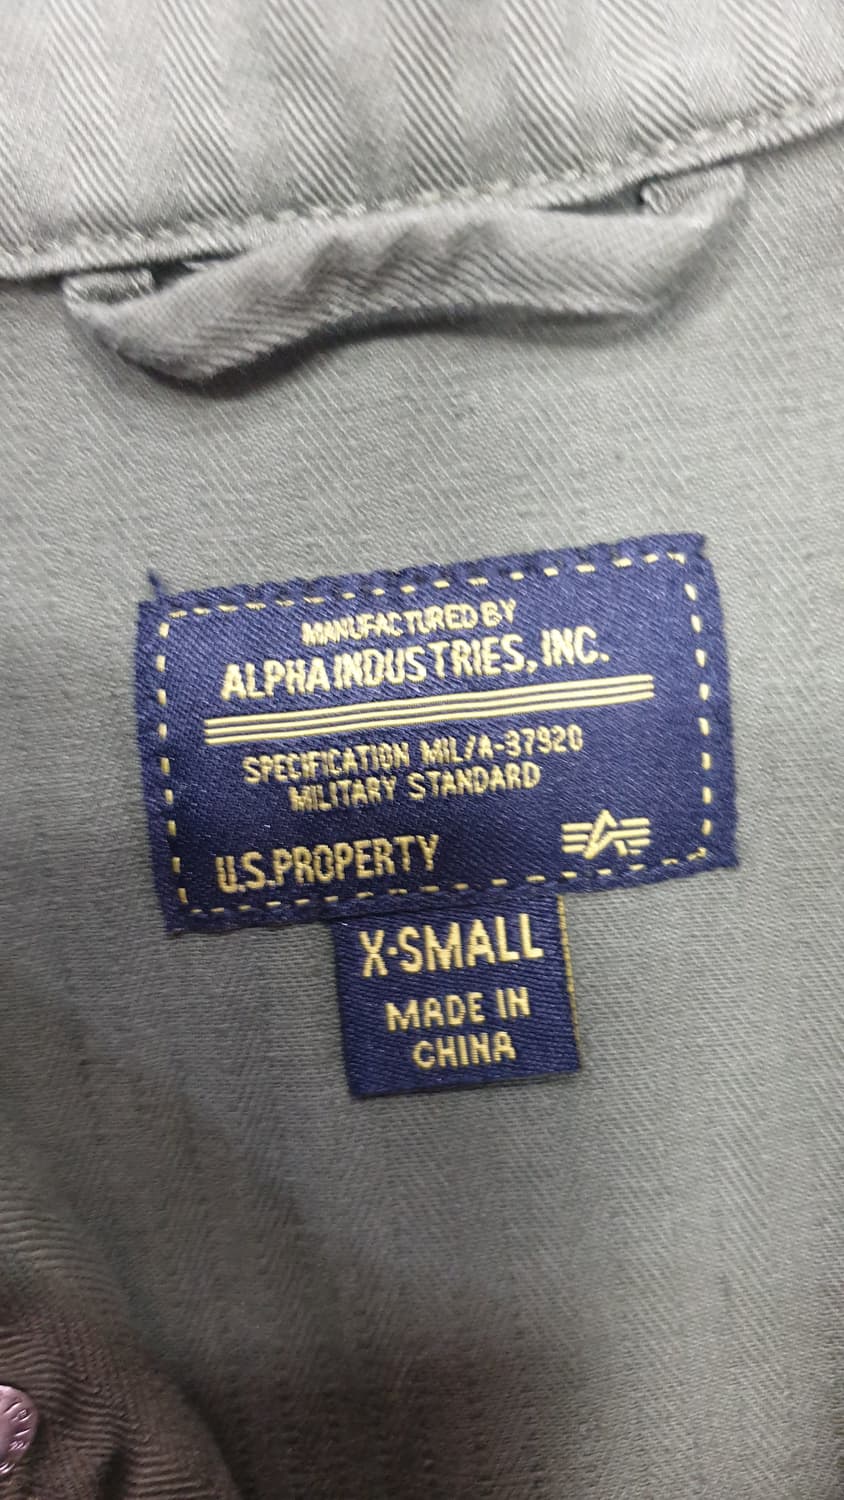 MANUFACTURED BY
ALPHA INDUSTRIES, INC.
SPECIFICATION MIL/A-37920
MILITARY STANDARD
U.S.PROPERTY
X-SMALL
MADE IN
CHINA